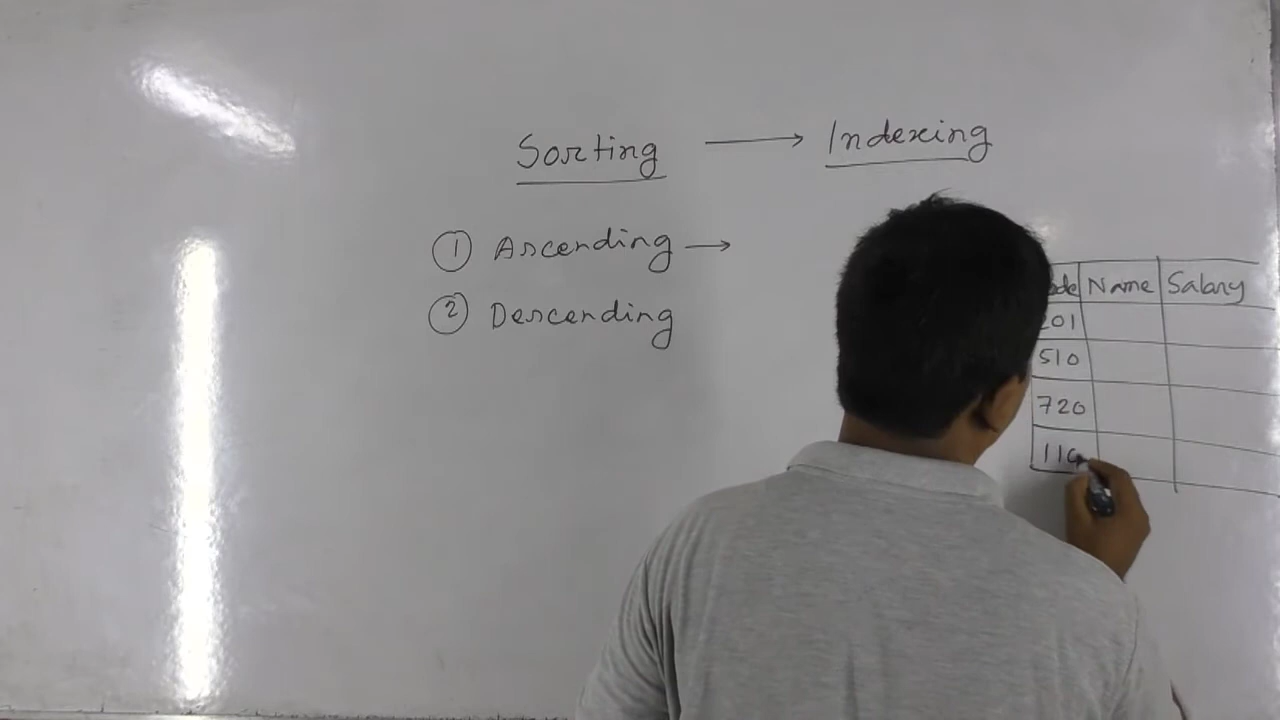 Sorting → Indexing
① Ascending →
② Descending
Name Salary
510
720